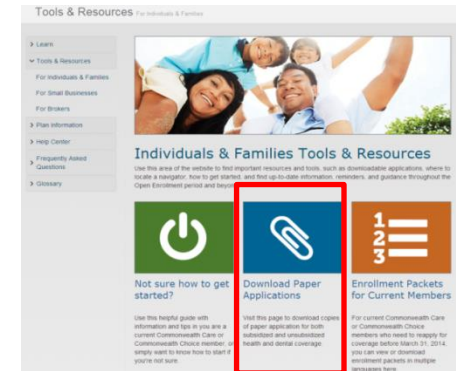 Tools & Resources For Individuals & Families
Learn
Tools & Resources
For Individuals & Families
For Small Businesses
For Brokers
Plan Information
Help Center
Frequently Asked
Questions
Glossary
Individuals & Families Tools & Resources
Use this area of the website to find important resources and tools, such as downloadable applications, where to
locate a navigator, how to get started, and find up-to-date information, reminders, and guidance throughout the
Open Enrollment period and beyond.
1
2
3
Not sure how to get
started?
Use this helpful guide with
information and tips in you are a
current Commonwealth Care or
Commonwealth Choice member, or
simply want to know how to start if
you're not sure.
Download Paper
Applications
Visit this page to download copies
of paper application for both
subsidized and unsubsidized
health and dental coverage.
Enrollment Packets
for Current Members
For current Commonwealth Care
or Commonwealth Choice
members who need to reapply for
coverage before March 31, 2014,
you can view or download
enrollment packets in multiple
languages here.